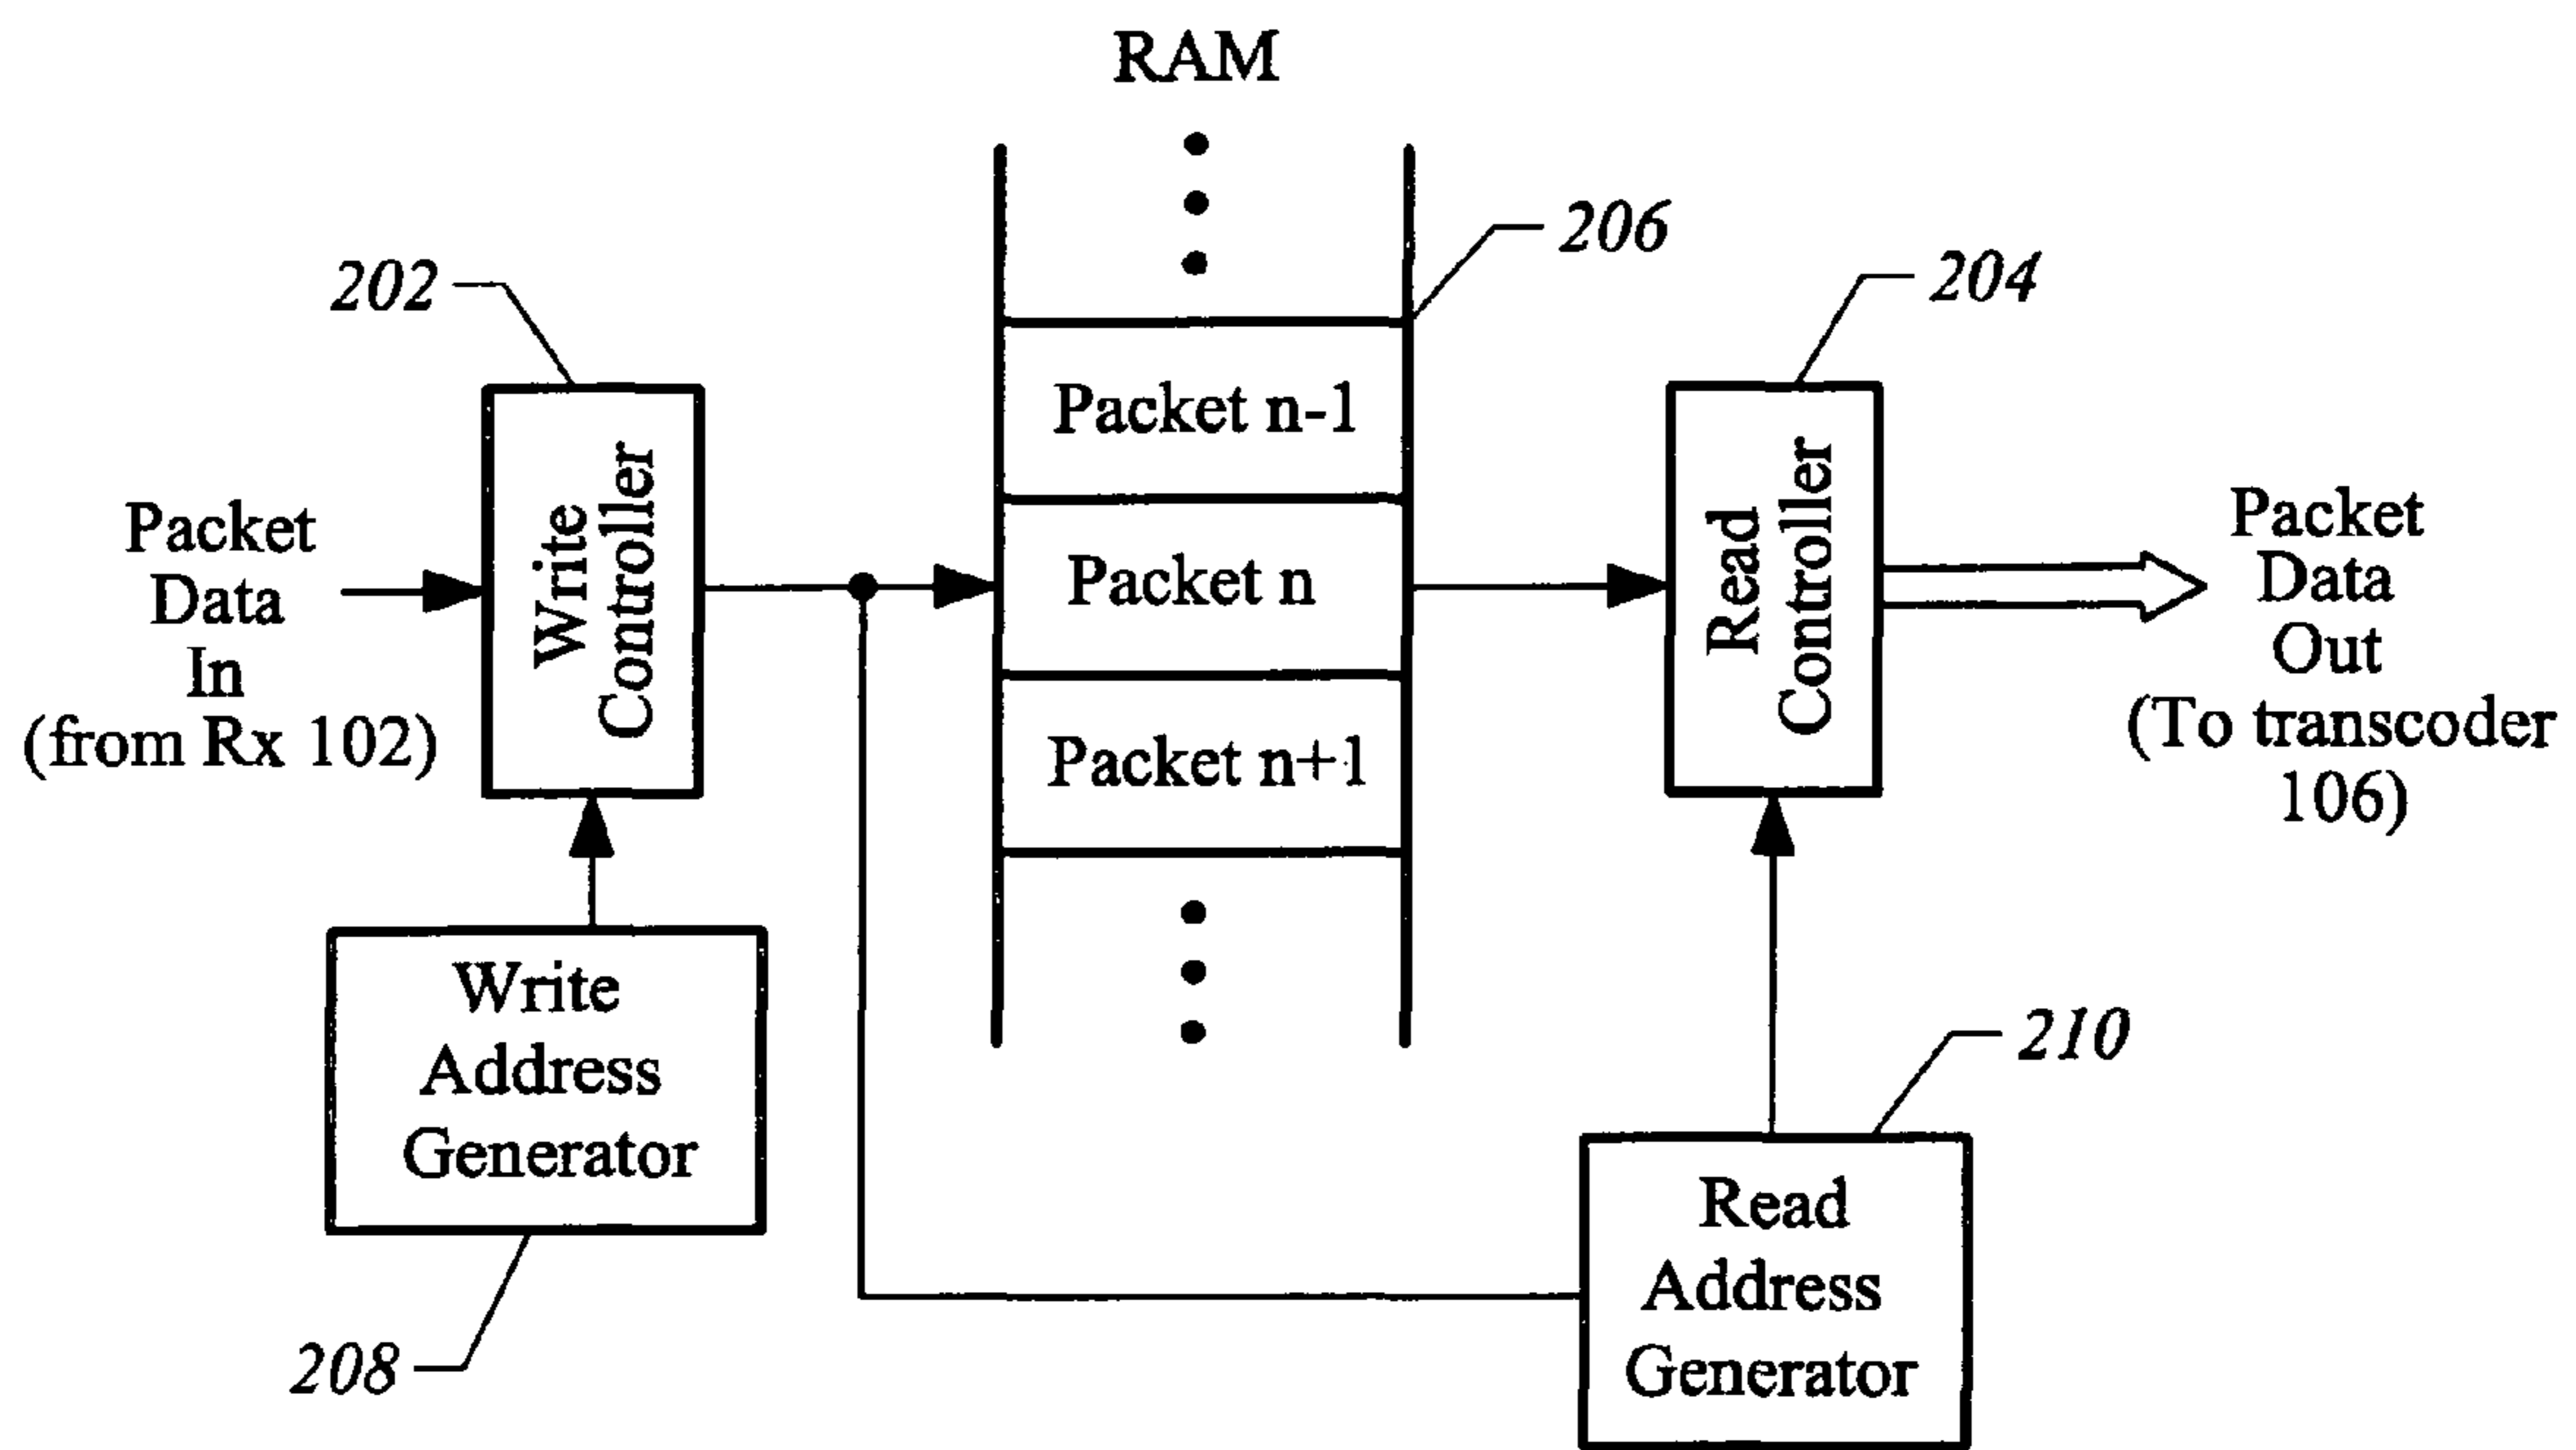 RAM
206
204
202
Packet n-1
Packet
Data
In
(from Rx 102)
Write
Controller
Packet n
Packet n+1
Read
Controller
Packet
Data
Out
(To transcoder
106)
Write
Address
Generator
208
210
Read
Address
Generator